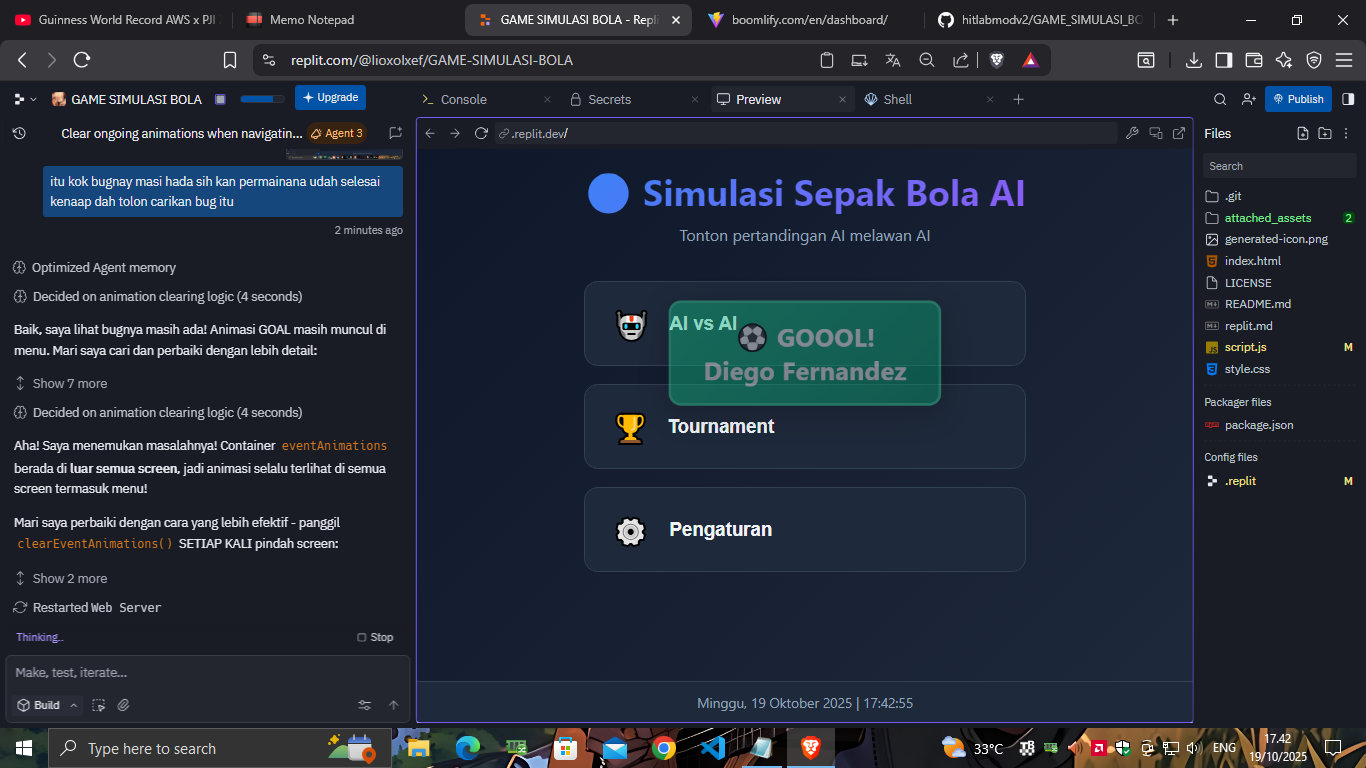 Guinness World Record AWS x PJI
Memo Notepad
GAME SIMULASI BOLA - Repli
boomlify.com/en/dashboard/
hitlabmodv2/GAME_SIMULASI_BO
replit.com/@lioxolxef/GAME-SIMULASI-BOLA
GAME SIMULASI BOLA
Upgrade
Console
Secrets
Preview
Shell
Publish
Clear ongoing animations when navigatin...
Agent 3
.replit.dev/
Files
Search
itu kok bugnay masi hada sih kan permainana udah selesai
kenaap dah tolon carikan bug itu
2 minutes ago
Optimized Agent memory
Decided on animation clearing logic (4 seconds)
Baik, saya lihat bugnya masih ada! Animasi GOAL masih muncul di
menu. Mari saya cari dan perbaiki dengan lebih detail:
Show 7 more
Decided on animation clearing logic (4 seconds)
Aha! Saya menemukan masalahnya! Container eventAnimations
berada di luar semua screen, jadi animasi selalu terlihat di semua
screen termasuk menu!
Mari saya perbaiki dengan cara yang lebih efektif - panggil
clearEventAnimations() SETIAP KALI pindah screen:
Show 2 more
Restarted Web Server
Thinking..
Stop
Make, test, iterate...
Build
Simulasi Sepak Bola AI
Tonton pertandingan AI melawan AI
AI vs AI
GOOOL!
Diego Fernandez
Tournament
Pengaturan
Minggu, 19 Oktober 2025 | 17:42:55
.git
attached_assets 2
generated-icon.png
index.html
LICENSE
README.md
replit.md
script.js M
style.css
Packager files
package.json
Config files
.replit M
Type here to search
33°C
ENG
17.42
19/10/2025